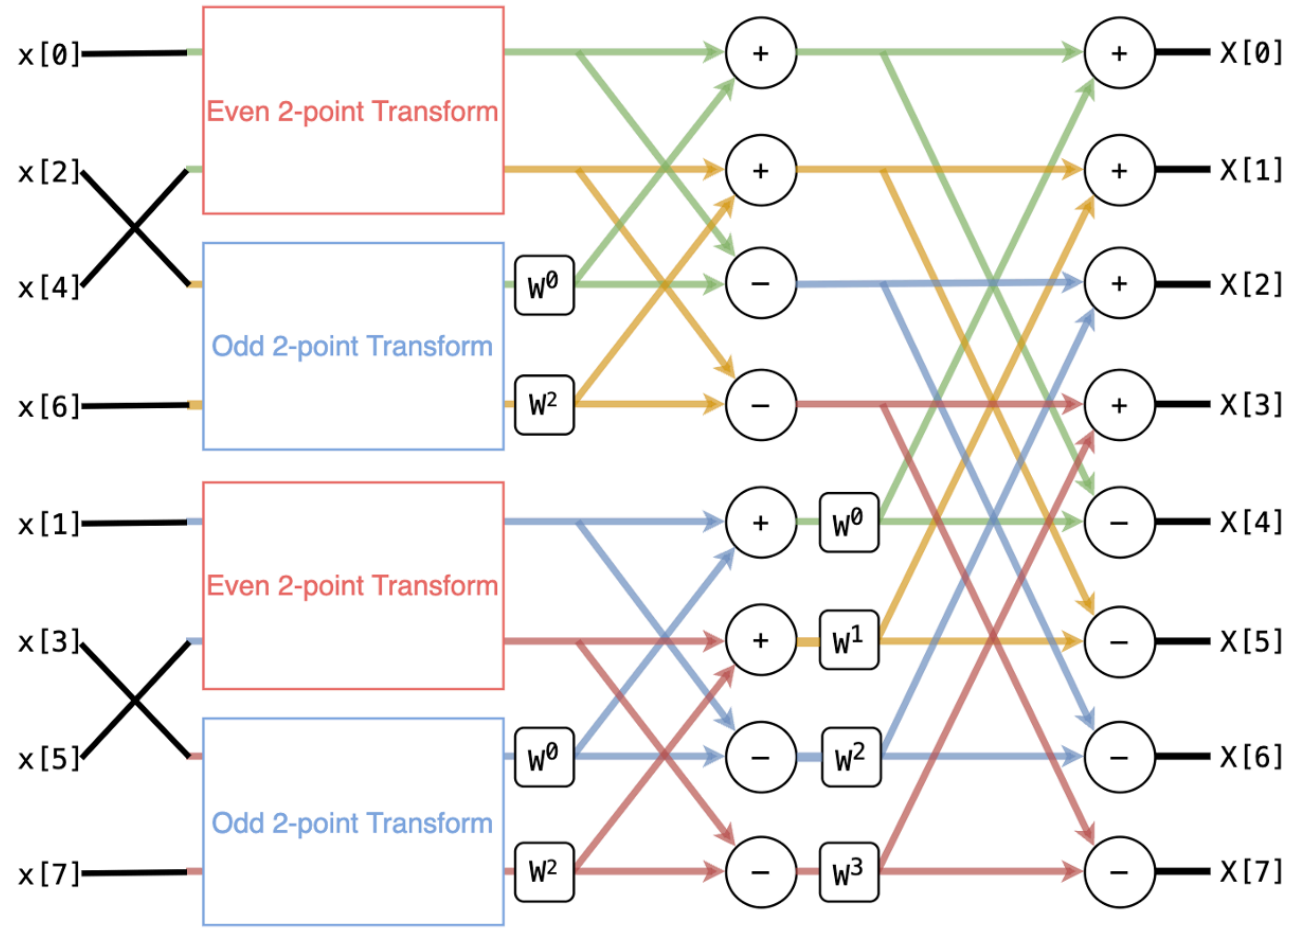 x[0] + + X[0]
Even 2-point Transform
x[2] + + X[1]
x[4] W⁰ − + X[2]
Odd 2-point Transform
x[6] W² − + X[3]
x[1] + W⁰ − X[4]
Even 2-point Transform
x[3] + W¹ − X[5]
x[5] W⁰ − W² − X[6]
Odd 2-point Transform
x[7] W² − W³ − X[7]